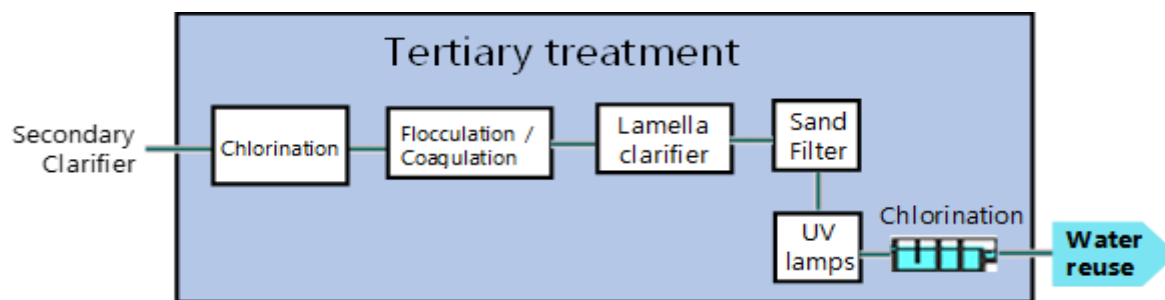 Tertiary treatment
Secondary
Clarifier
Chlorination
Flocculation /
Coagulation
Lamella
clarifier
Sand
Filter
UV
lamps
Chlorination
Water
reuse